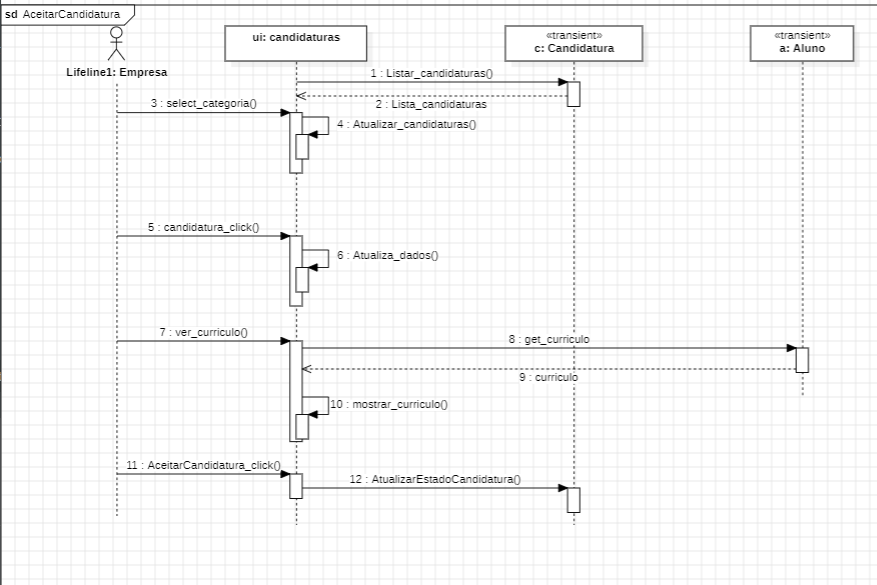 sd AceitarCandidatura
ui: candidaturas
«transient»
c: Candidatura
«transient»
a: Aluno
Lifeline1: Empresa
1 : Listar_candidaturas()
2 : Lista_candidaturas
3 : select_categoria()
4 : Atualizar_candidaturas()
5 : candidatura_click()
6 : Atualiza_dados()
7 : ver_curriculo()
8 : get_curriculo
9 : curriculo
10 : mostrar_curriculo()
11 : AceitarCandidatura_click()
12 : AtualizarEstadoCandidatura()